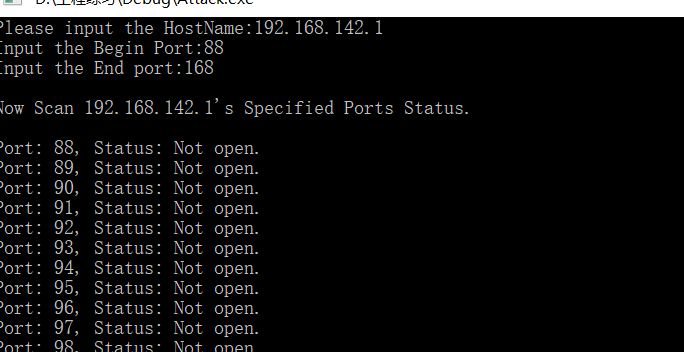 D:\工程练习\Debug\Attack.exe
Please input the HostName:192.168.142.1
Input the Begin Port:88
Input the End port:168
Now Scan 192.168.142.1's Specified Ports Status.
Port: 88, Status: Not open.
Port: 89, Status: Not open.
Port: 90, Status: Not open.
Port: 91, Status: Not open.
Port: 92, Status: Not open.
Port: 93, Status: Not open.
Port: 94, Status: Not open.
Port: 95, Status: Not open.
Port: 96, Status: Not open.
Port: 97, Status: Not open.
Port: 98, Status: Not open